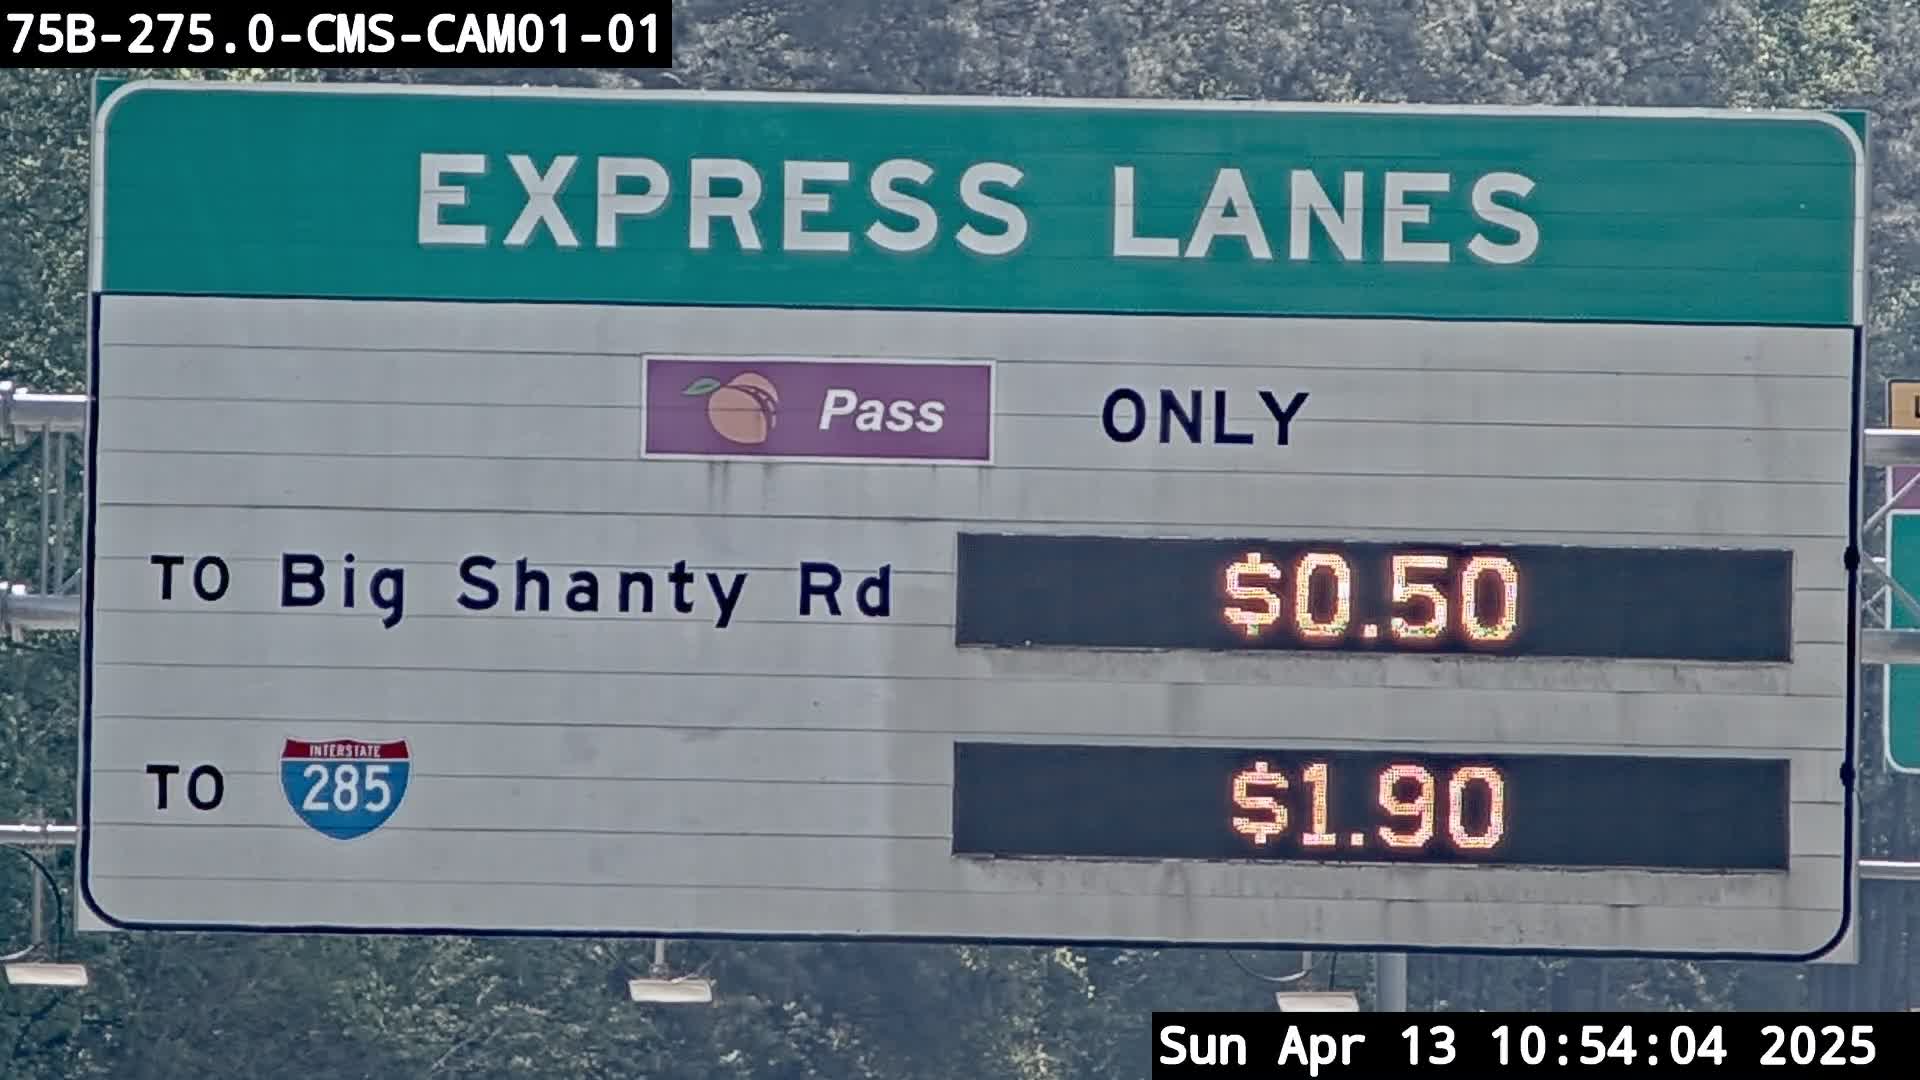 75B-275.0-CMS-CAM01-01
EXPRESS LANES
Pass ONLY
TO Big Shanty Rd $0.50
INTERSTATE
TO 285 $1.90
Sun Apr 13 10:54:04 2025